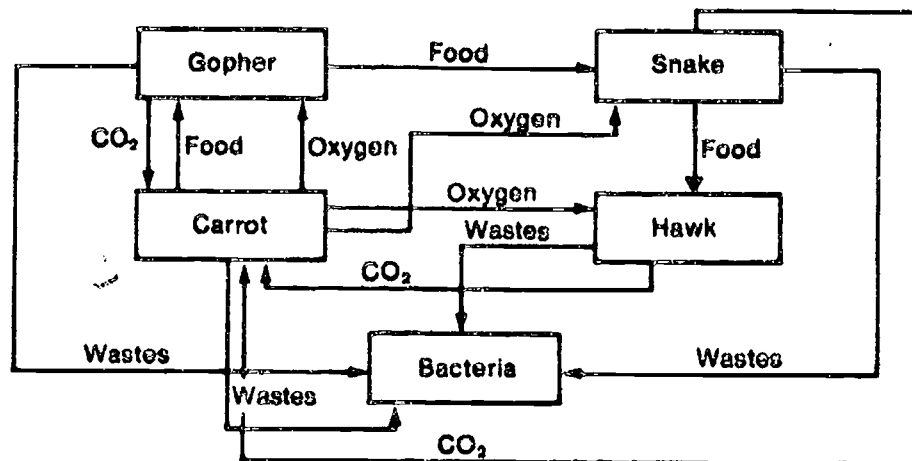 Gopher
Food
Snake
CO₂
Food
Oxygen
Oxygen
Food
Carrot
Oxygen
Hawk
Wastes
CO₂
Wastes
Bacteria
Wastes
Wastes
CO₂